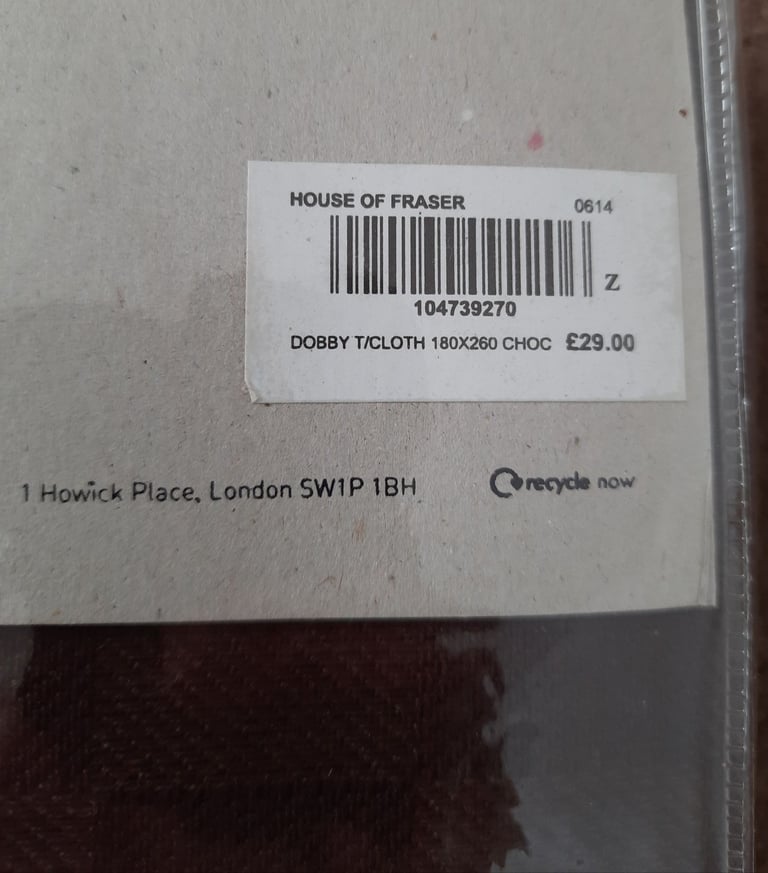 HOUSE OF FRASER 0614
Z
104739270
DOBBY T/CLOTH 180X260 CHOC £29.00
1 Howick Place, London SW1P 1BH recycle now